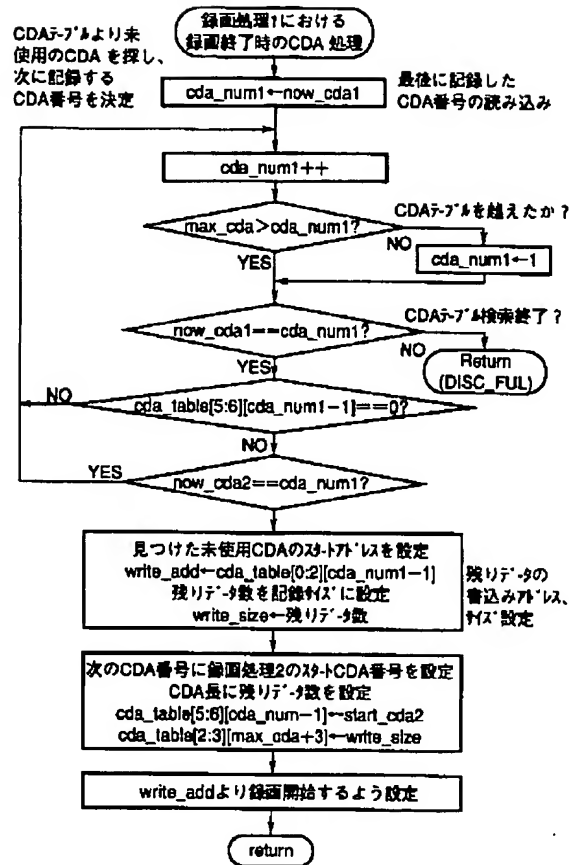 録画処理1における
録画終了時のCDA 処理
CDAテーブルより未
使用のCDA を探し、
次に記録する
CDA番号を決定
cda_num1←now_cda1
最後に記録した
CDA番号の読み込み
cda_num1++
max_cda>cda_num1?
CDAテーブルを越えたか?
NO
YES
cda_num1←1
now_cda1==cda_num1?
CDAテーブル検索終了?
NO
YES
Return
(DISC_FUL)
NO
cda_table[5:6][cda_num1−1]==0?
NO
YES
now_cda2==cda_num1?
見つけた未使用CDAのスタートアドレスを設定
write_add←cda_table[0:2][cda_num1−1]
残りデータ数を記録サイズに設定
write_size←残りデータ数
残りデータの
書込みアドレス、
サイズ設定
次のCDA番号に録画処理2のスタートCDA番号を設定
CDA長に残りデータ数を設定
cda_table[5:6][cda_num−1]←start_cda2
cda_table[2:3][max_cda+3]←write_size
write_addより録画開始するよう設定
return